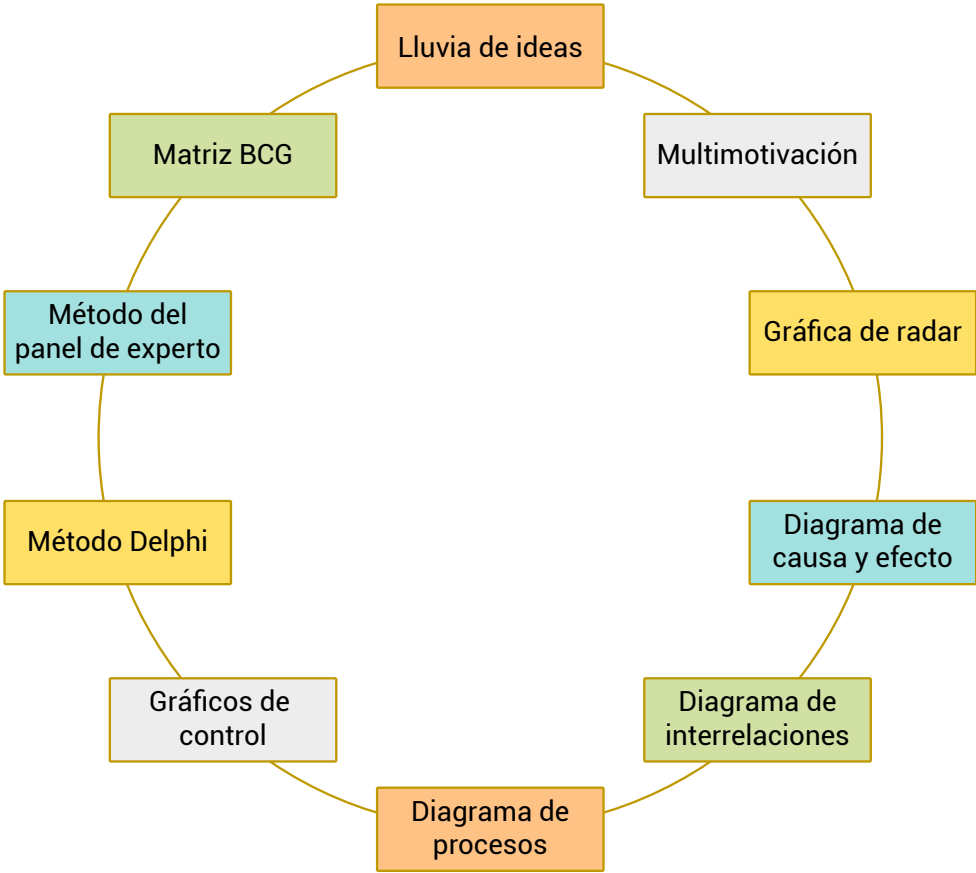 Lluvia de ideas
Multimotivación
Gráfica de radar
Diagrama de
causa y efecto
Diagrama de
interrelaciones
Diagrama de
procesos
Gráficos de
control
Método Delphi
Método del
panel de experto
Matriz BCG